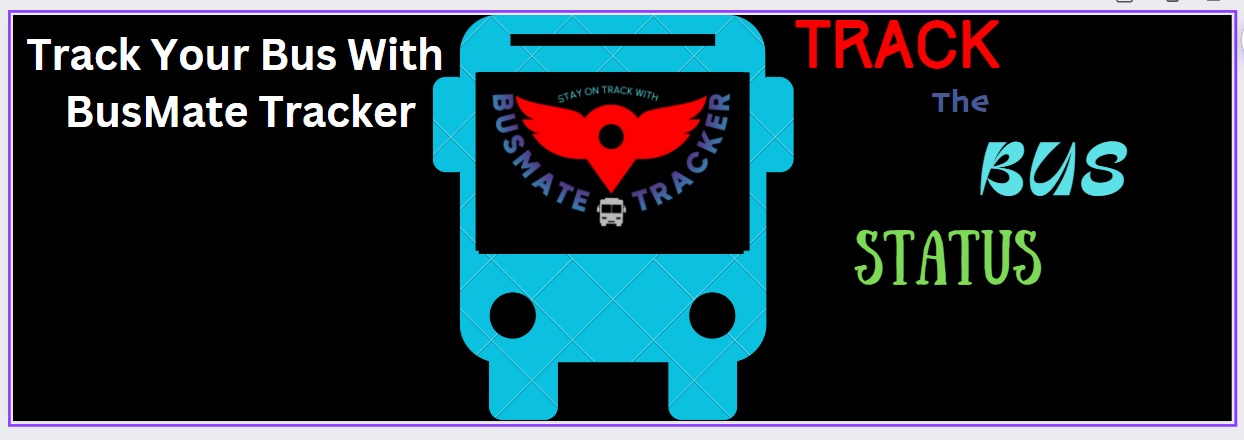 Track Your Bus With
BusMate Tracker
STAY ON TRACK WITH
BUSMATE TRACKER
TRACK
The
BUS
STATUS